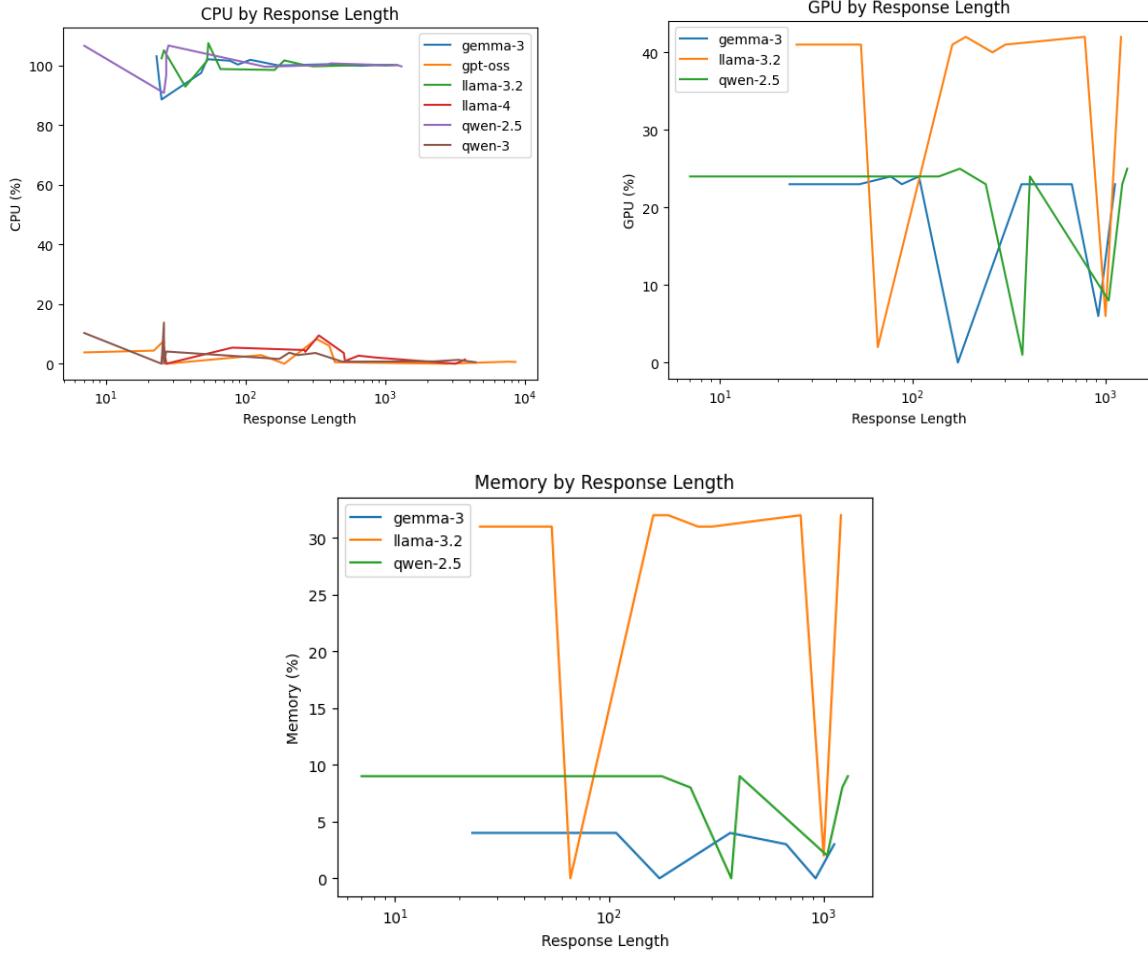 CPU by Response Length
gemma-3
gpt-oss
llama-3.2
llama-4
qwen-2.5
qwen-3
100
80
60
40
20
0
CPU (%)
10¹
10²
10³
10⁴
Response Length
GPU by Response Length
gemma-3
llama-3.2
qwen-2.5
40
30
20
10
0
GPU (%)
10¹
10²
10³
Response Length
Memory by Response Length
gemma-3
llama-3.2
qwen-2.5
30
25
20
15
10
5
0
Memory (%)
10¹
10²
10³
Response Length